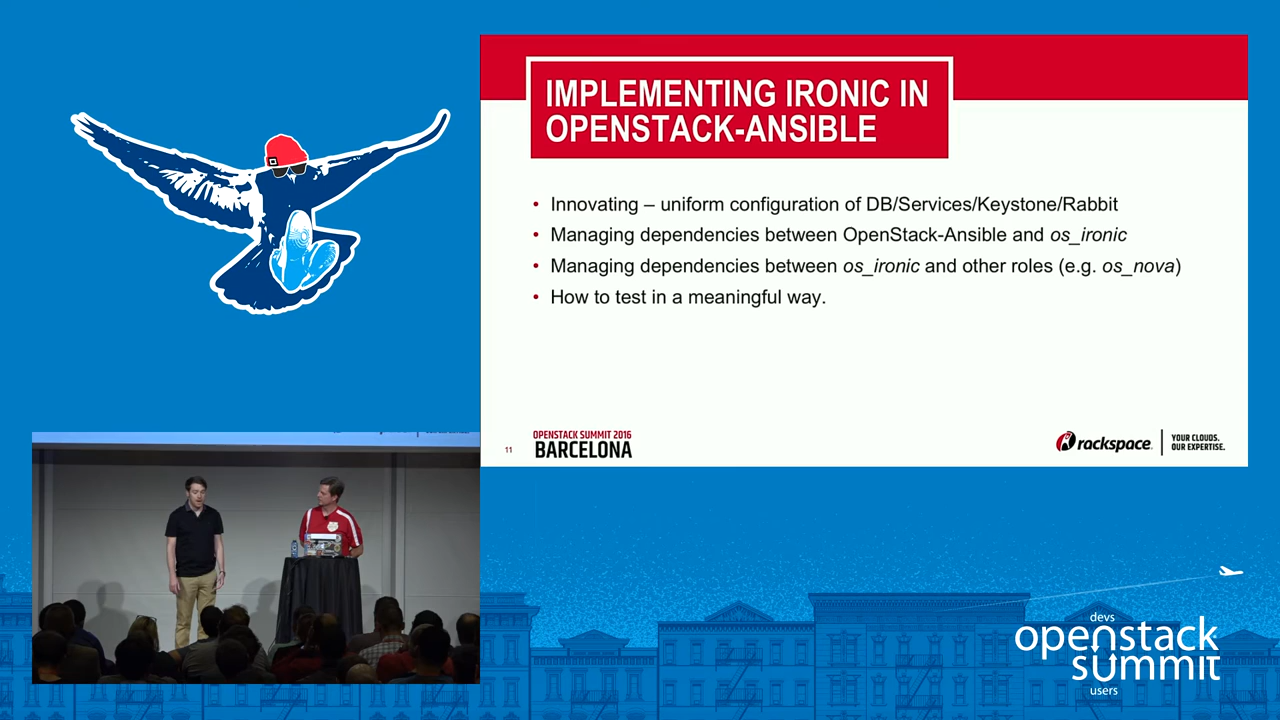 IMPLEMENTING IRONIC IN
OPENSTACK-ANSIBLE
• Innovating – uniform configuration of DB/Services/Keystone/Rabbit
• Managing dependencies between OpenStack-Ansible and os_ironic
• Managing dependencies between os_ironic and other roles (e.g. os_nova)
• How to test in a meaningful way.
11
OPENSTACK SUMMIT 2016
BARCELONA
rackspace
YOUR CLOUDS.
OUR EXPERTISE.
devs
openstack
summit
users